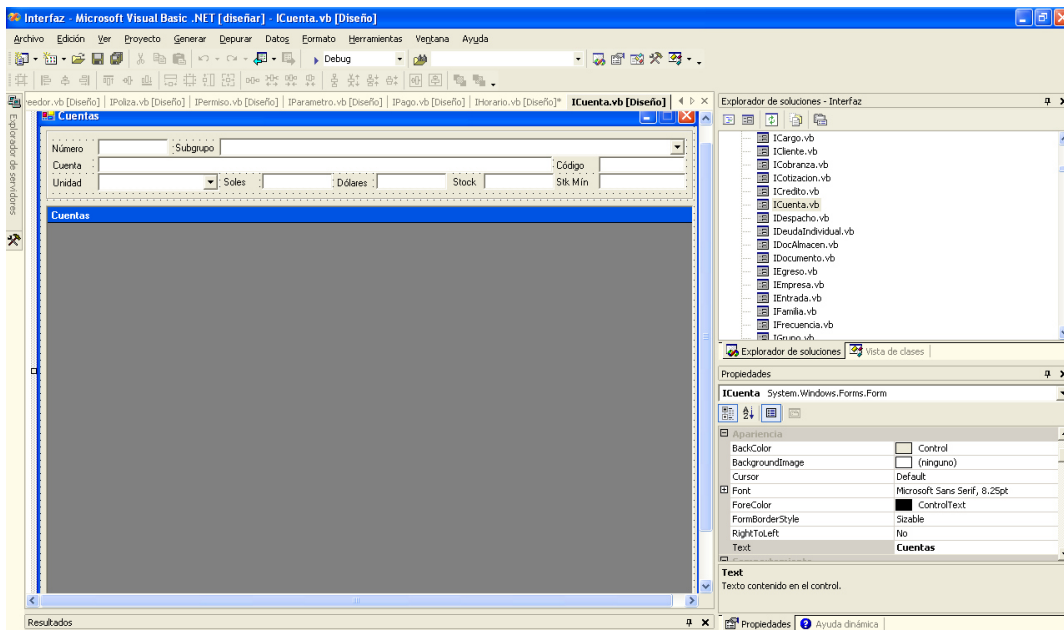 Interfaz - Microsoft Visual Basic .NET [diseñar] - ICuenta.vb [Diseño]
Archivo Edición Ver Proyecto Generar Depurar Datos Formato Herramientas Ventana Ayuda
Debug
eedor.vb [Diseño] IPoliza.vb [Diseño] IPermiso.vb [Diseño] IParametro.vb [Diseño] IPago.vb [Diseño] IHorario.vb [Diseño]* ICuenta.vb [Diseño]
Explorador de servidores
Cuentas
Número Subgrupo
Cuenta Código
Unidad Soles Dólares Stock Stk Mín
Cuentas
Resultados
Explorador de soluciones - Interfaz
ICargo.vb
ICliente.vb
ICobranza.vb
ICotizacion.vb
ICredito.vb
ICuenta.vb
IDespacho.vb
IDeudaIndividual.vb
IDocAlmacen.vb
IDocumento.vb
IEgreso.vb
IEmpresa.vb
IEntrada.vb
IFamilia.vb
IFrecuencia.vb
IGrupo.vb
Explorador de soluciones Vista de clases
Propiedades
ICuenta System.Windows.Forms.Form
Apariencia
BackColor Control
BackgroundImage (ninguno)
Cursor Default
Font Microsoft Sans Serif, 8.25pt
ForeColor ControlText
FormBorderStyle Sizable
RightToLeft No
Text Cuentas
Text
Texto contenido en el control.
Propiedades Ayuda dinámica